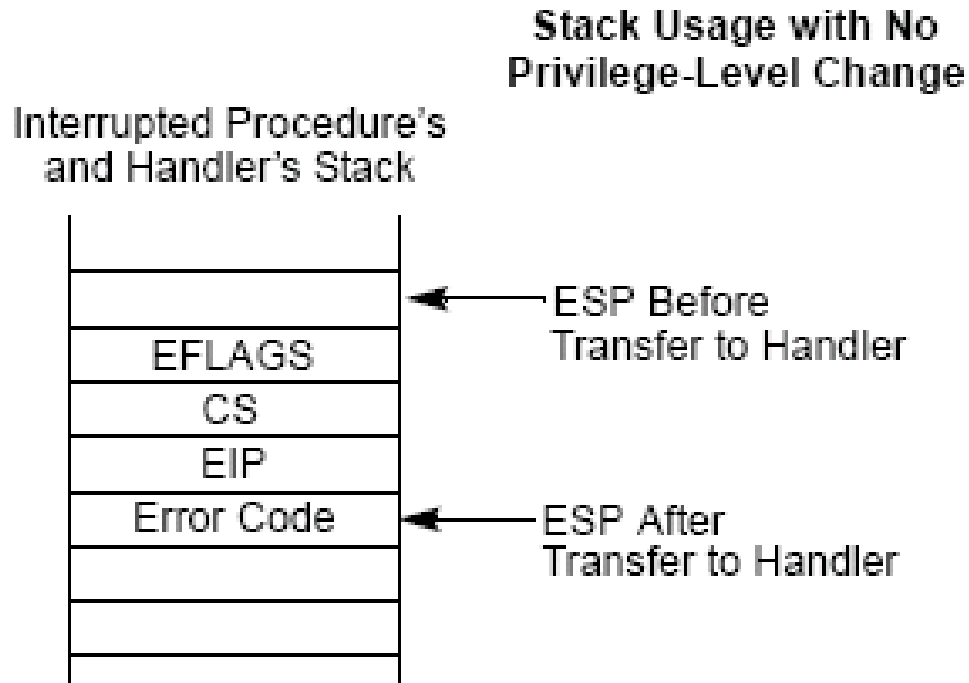 Stack Usage with No
Privilege-Level Change
Interrupted Procedure's
and Handler's Stack
ESP Before
Transfer to Handler
EFLAGS
CS
EIP
Error Code
ESP After
Transfer to Handler